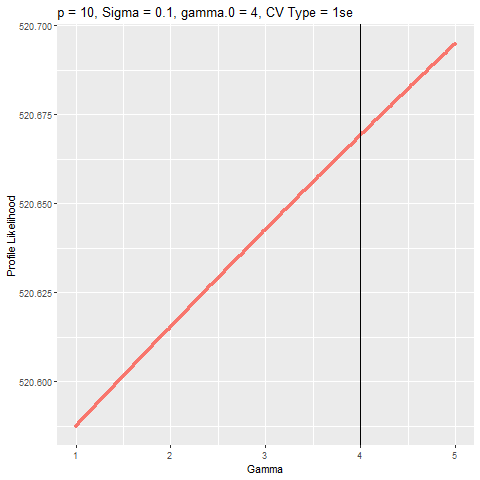 p = 10, Sigma = 0.1, gamma.0 = 4, CV Type = 1se
Profile Likelihood
520.700
520.675
520.650
520.625
520.600
1 2 3 4 5
Gamma